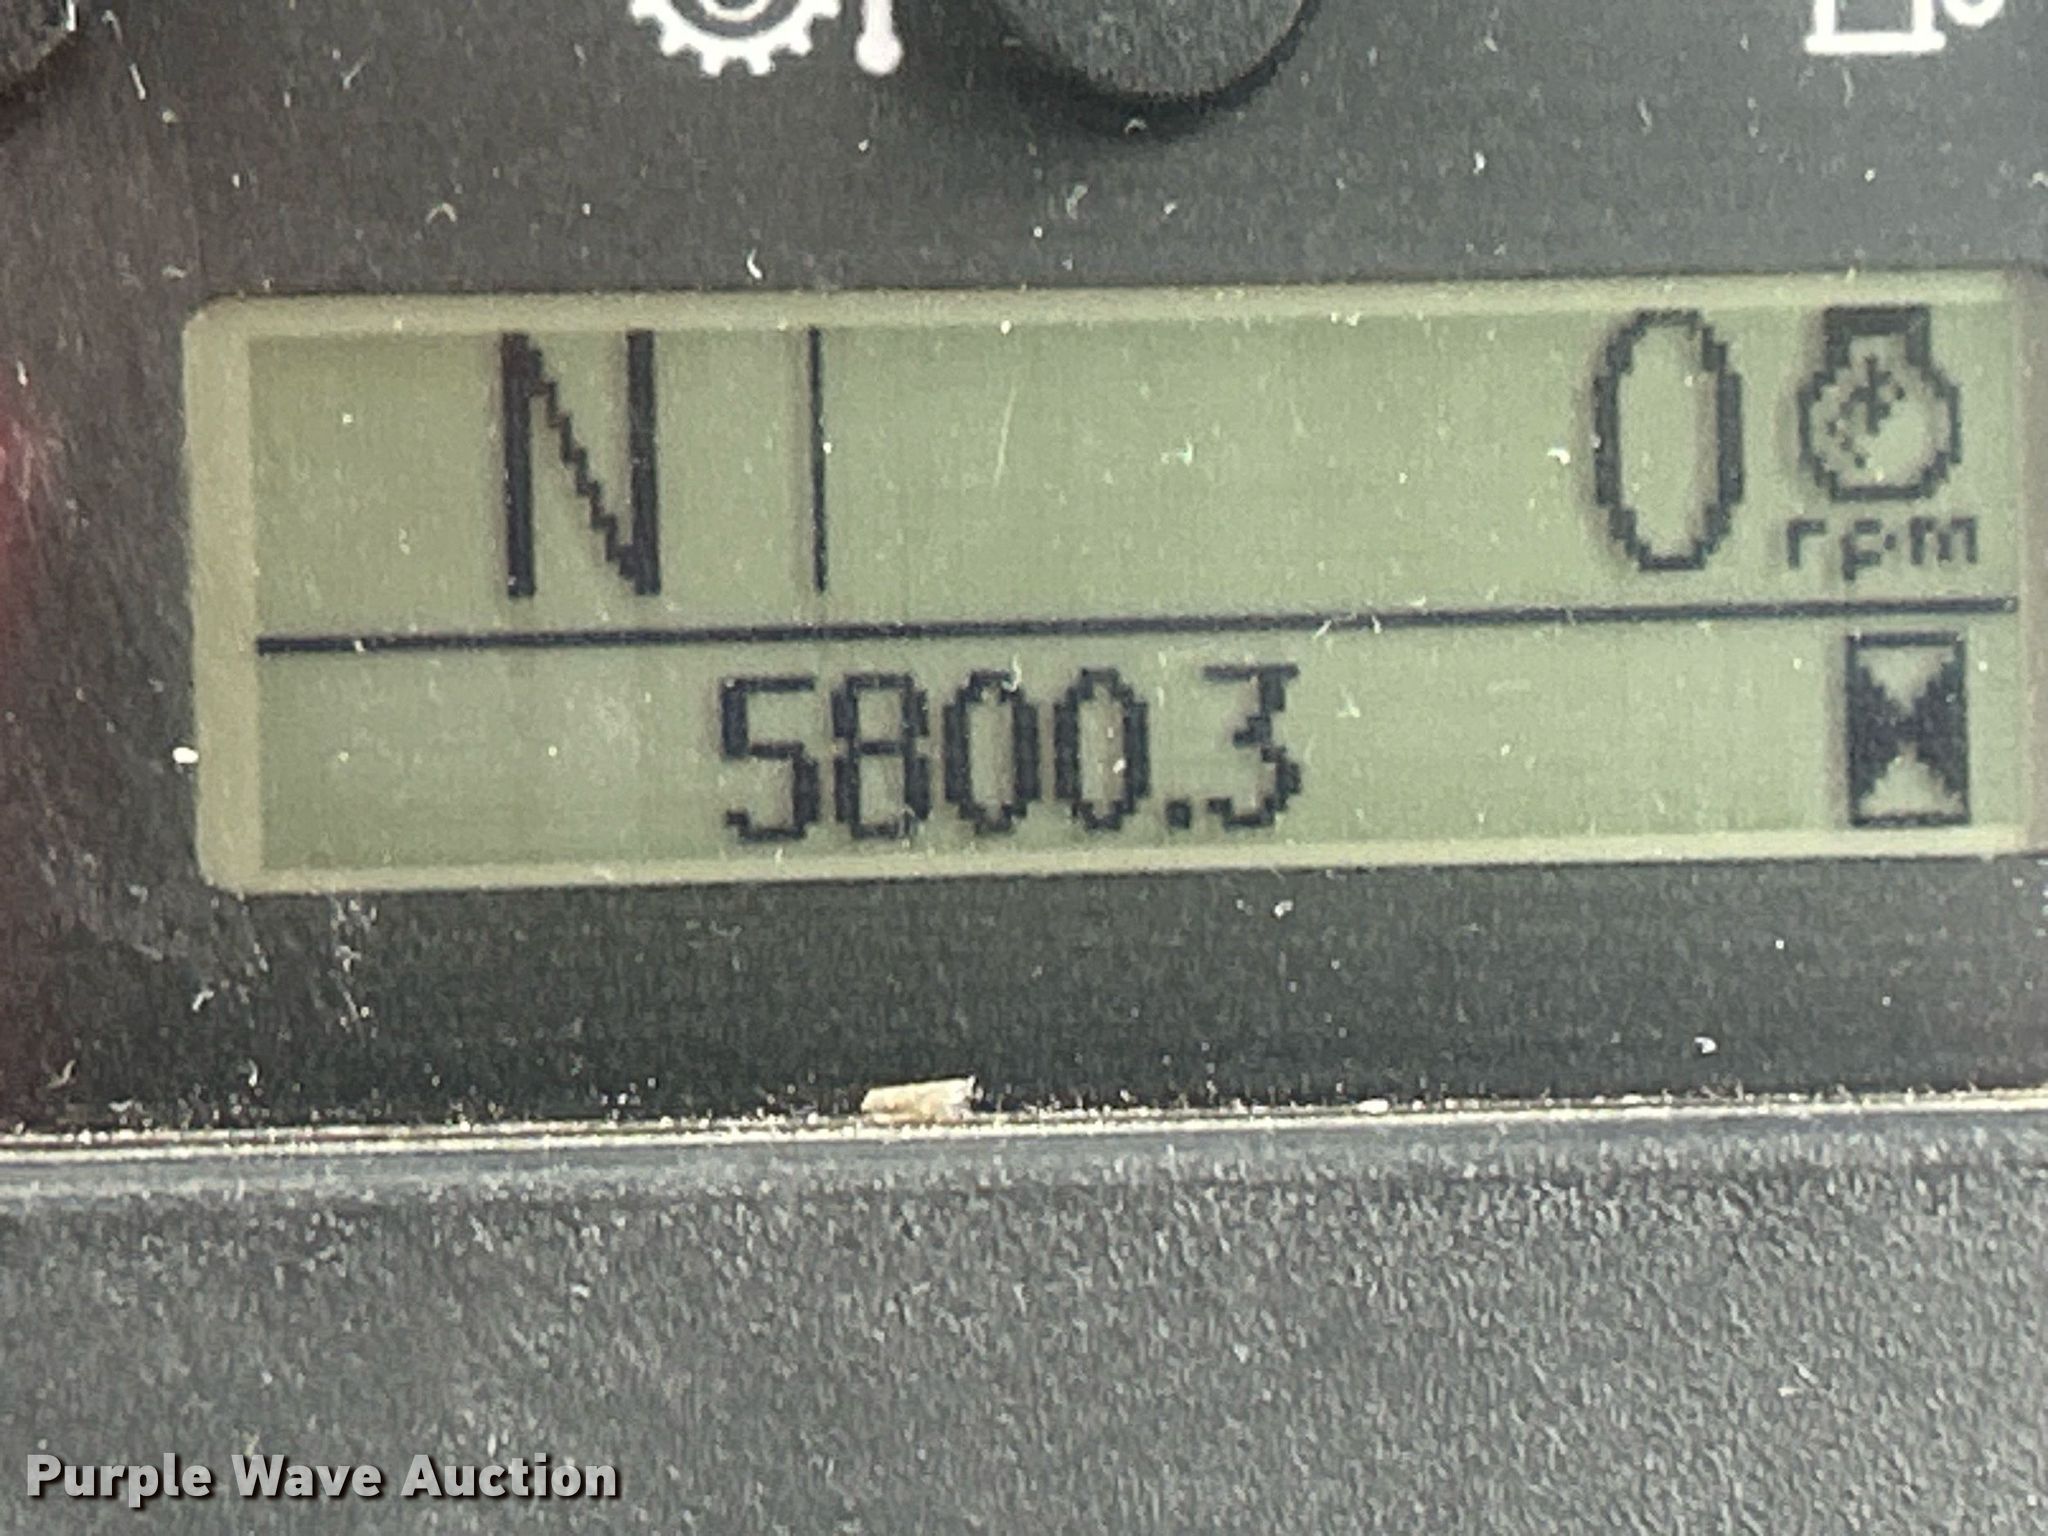 N 0
rpm
5800.3
Purple Wave Auction